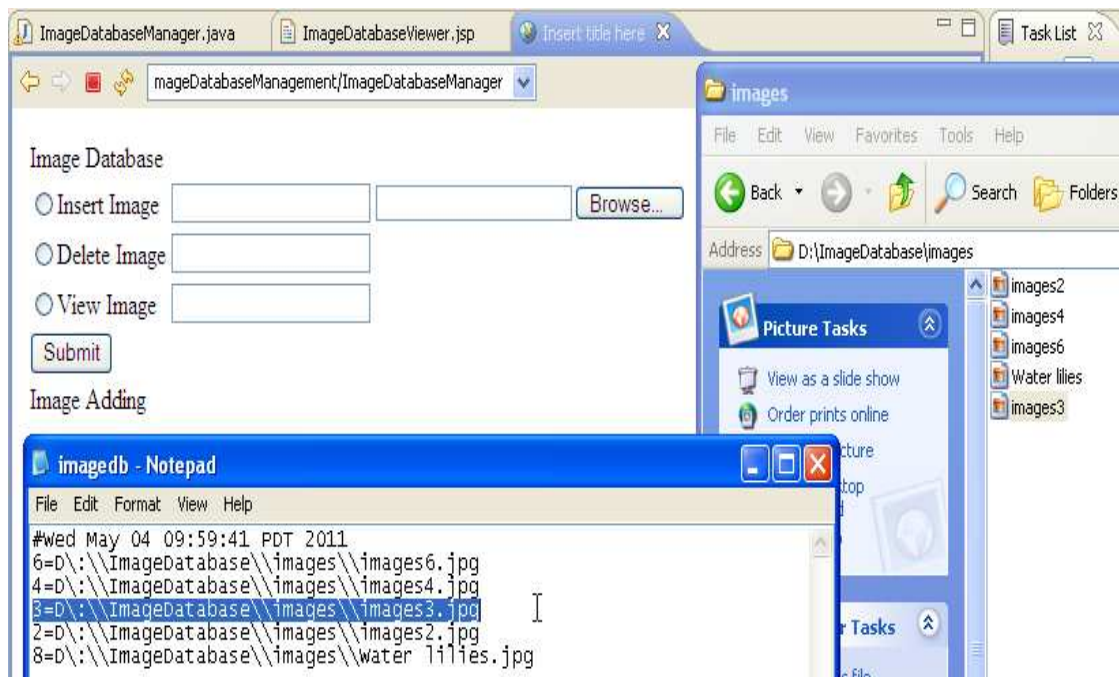 ImageDatabaseManager.java
ImageDatabaseViewer.jsp
Insert title here
Task List
mageDatabaseManagement/ImageDatabaseManager
Image Database
Insert Image
Browse...
Delete Image
View Image
Submit
Image Adding
images
File Edit View Favorites Tools Help
Back
Search
Folders
Address D:\ImageDatabase\images
Picture Tasks
View as a slide show
Order prints online
cture
top
images2
images4
images6
Water lilies
images3
r Tasks
imagedb - Notepad
File Edit Format View Help
#Wed May 04 09:59:41 PDT 2011
6=D\:\\ImageDatabase\\images\\images6.jpg
4=D\:\\ImageDatabase\\images\\images4.jpg
3=D\:\\ImageDatabase\\images\\images3.jpg
2=D\:\\ImageDatabase\\images\\images2.jpg
8=D\:\\ImageDatabase\\images\\Water lilies.jpg